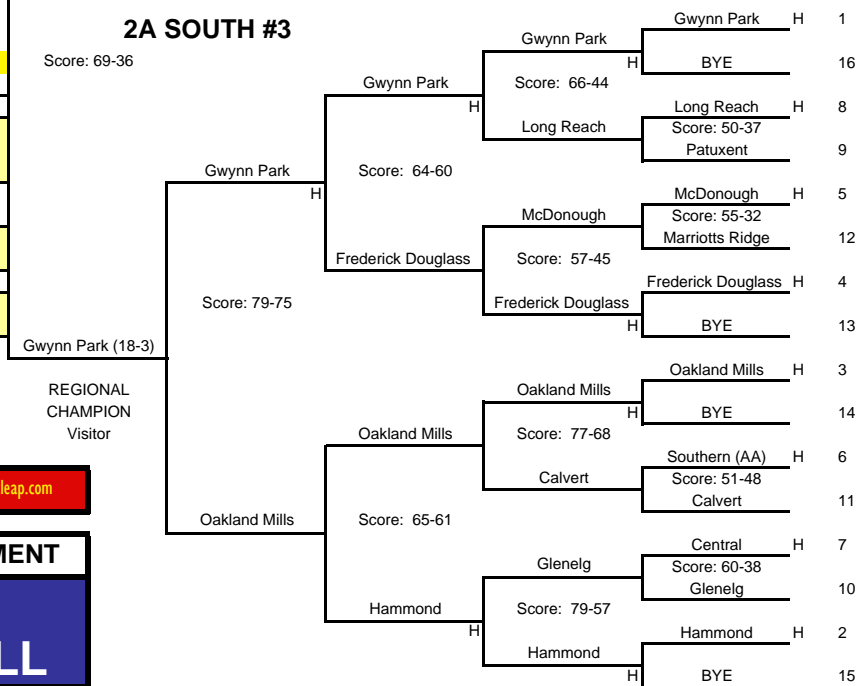 2A SOUTH #3
Score: 69-36
Gwynn Park H 1
Gwynn Park
H BYE 16
Gwynn Park
Score: 66-44
H
Long Reach H 8
Long Reach
Score: 50-37
Patuxent 9
Gwynn Park
H
Score: 64-60
McDonough H 5
McDonough
Score: 55-32
Marriotts Ridge 12
Frederick Douglass
Score: 57-45
Frederick Douglass H 4
Frederick Douglass
H BYE 13
Score: 79-75
Gwynn Park (18-3)
REGIONAL
CHAMPION
Visitor
Oakland Mills H 3
Oakland Mills
H BYE 14
Oakland Mills
Score: 77-68
Southern (AA) H 6
Calvert
Score: 51-48
Calvert 11
Oakland Mills
Score: 65-61
Central H 7
Glenelg
Score: 60-38
Glenelg 10
Hammond
H
Score: 79-57
Hammond H 2
Hammond
H BYE 15
leap.com
MENT
LL